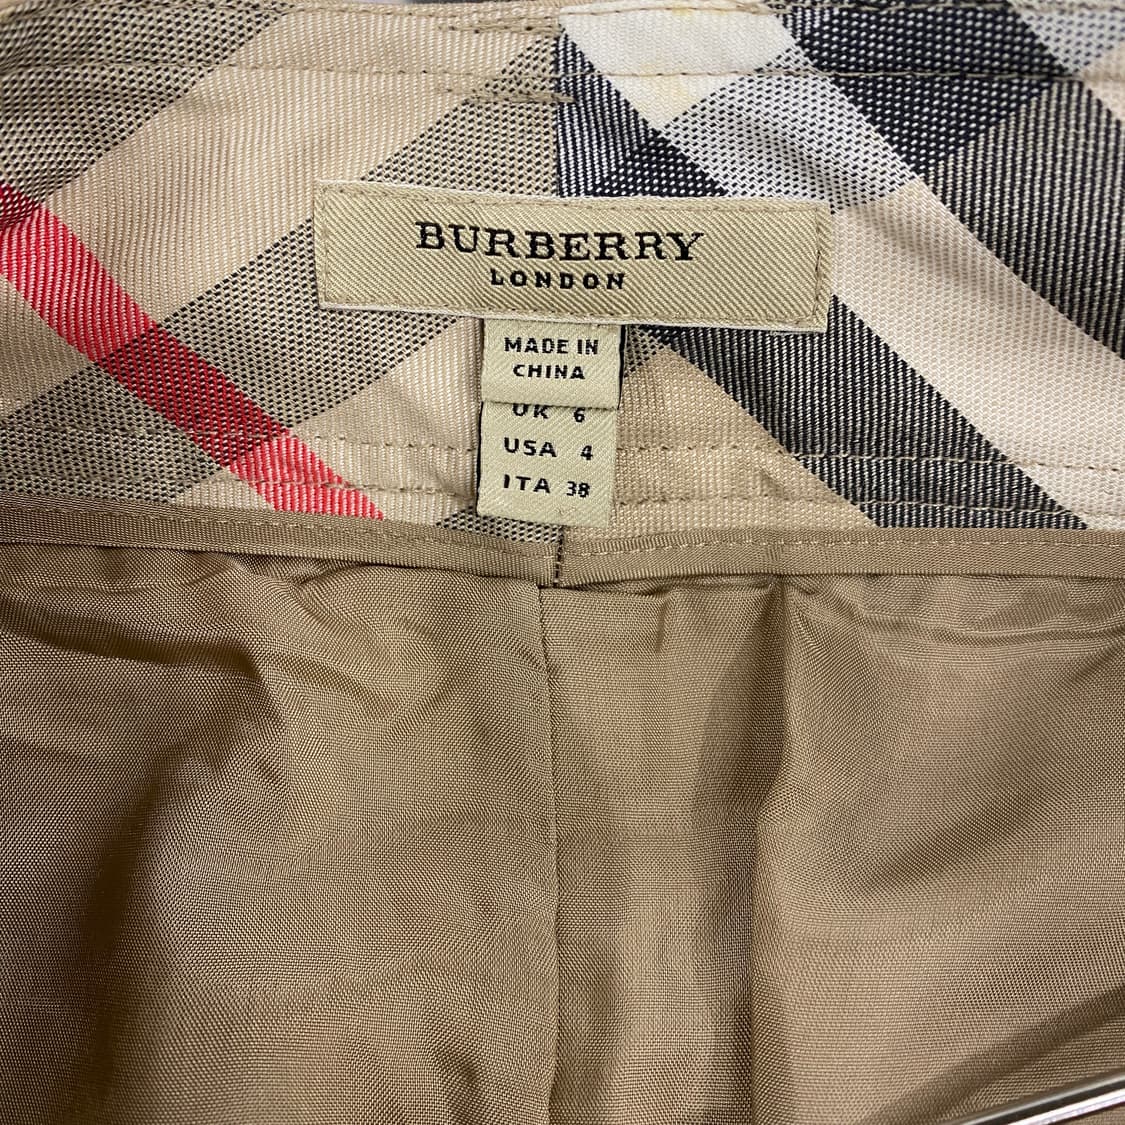 BURBERRY
LONDON
MADE IN
CHINA
UK 6
USA 4
ITA 38